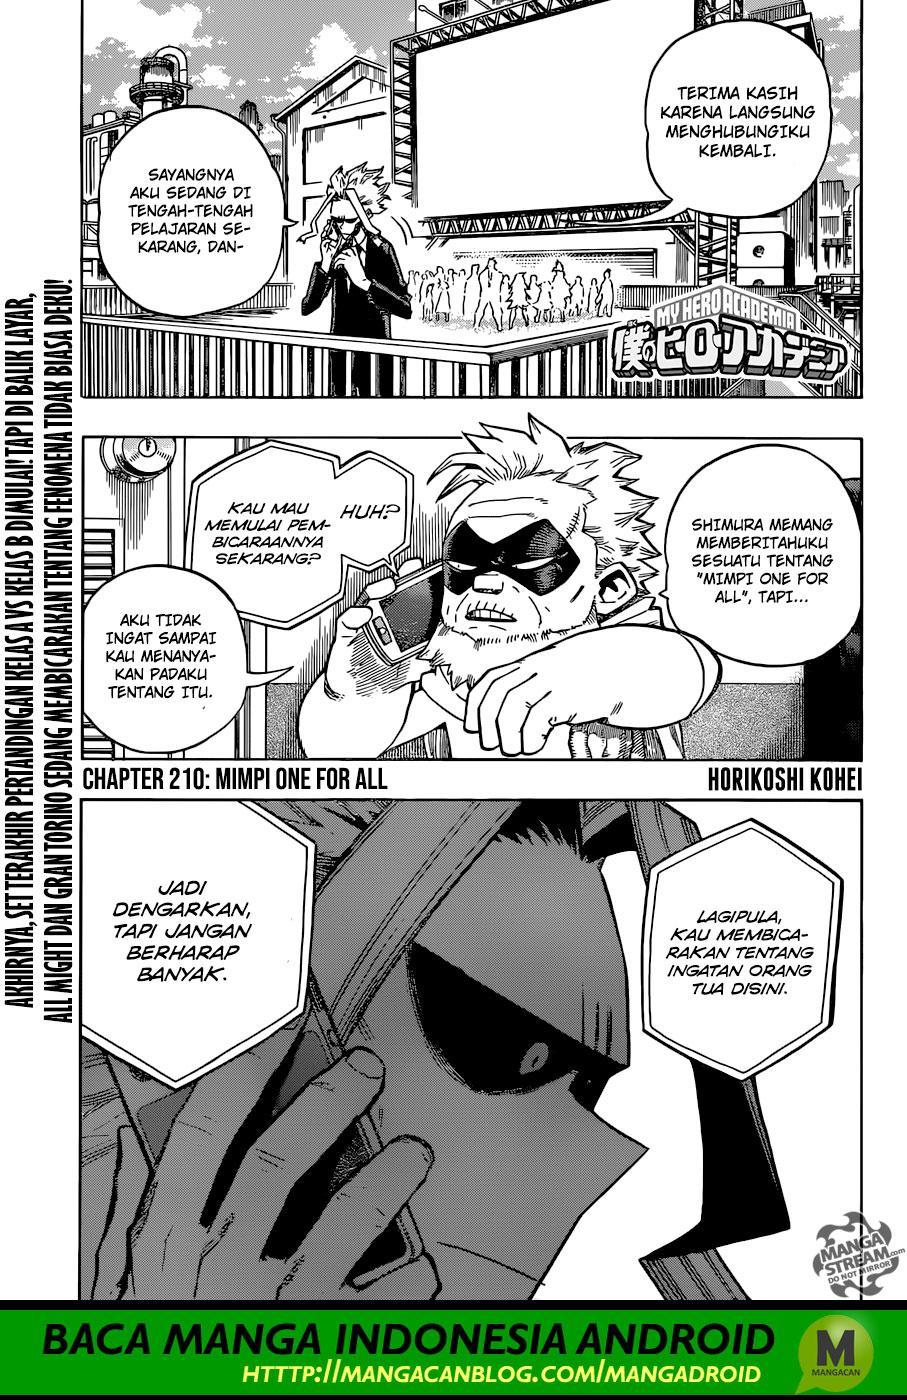 TERIMA KASIH
KARENA LANGSUNG
MENGHUBUNGIKU
KEMBALI.
SAYANGNYA
AKU SEDANG DI
TENGAH-TENGAH
PELAJARAN SE-
KARANG, DAN-
MY HERO ACADEMIA
僕のヒーローアカデミア
AKHIRNYA, SET TERAKHIR PERTANDINGAN KELAS A VS KELAS B DIMULAI! TAPI DI BALIK LAYAR,
ALL MIGHT DAN GRAN TORINO SEDANG MEMBICARAKAN TENTANG FENOMENA TIDAK BIASA DEKU!
SHIMURA MEMANG
MEMBERITAHUKU
SESUATU TENTANG
"MIMPI ONE FOR
ALL", TAPI...
HUH?
KAU MAU
MEMULAI PEM-
BICARAANNYA
SEKARANG?
AKU TIDAK
INGAT SAMPAI
KAU MENANYA-
KAN PADAKU
TENTANG ITU.
CHAPTER 210: MIMPI ONE FOR ALL
HORIKOSHI KOHEI
LAGIPULA,
KAU MEMBICA-
RAKAN TENTANG
INGATAN ORANG
TUA DISINI.
JADI
DENGARKAN,
TAPI JANGAN
BERHARAP
BANYAK.
MANGA
STREAM.com
DO NOT MIRROR
BACA MANGA INDONESIA ANDROID
HTTTP://MANGACANBLOG.COM/MANGADROID
M
MANGACAN